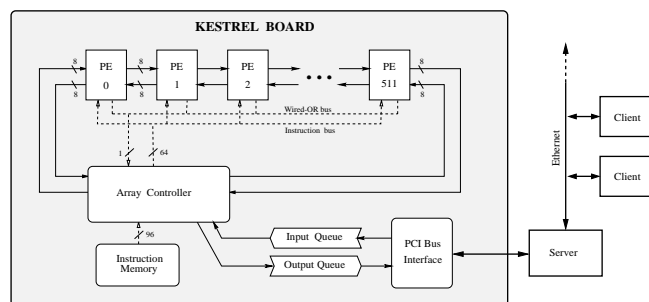 KESTREL BOARD
8 8 8 8
PE PE PE PE
0 1 2 511
8 8 8 8
Wired-OR bus
Instruction bus
1 64
Array Controller
96
Instruction
Memory
Input Queue
Output Queue
PCI Bus
Interface
Ethernet
Client
Client
Server